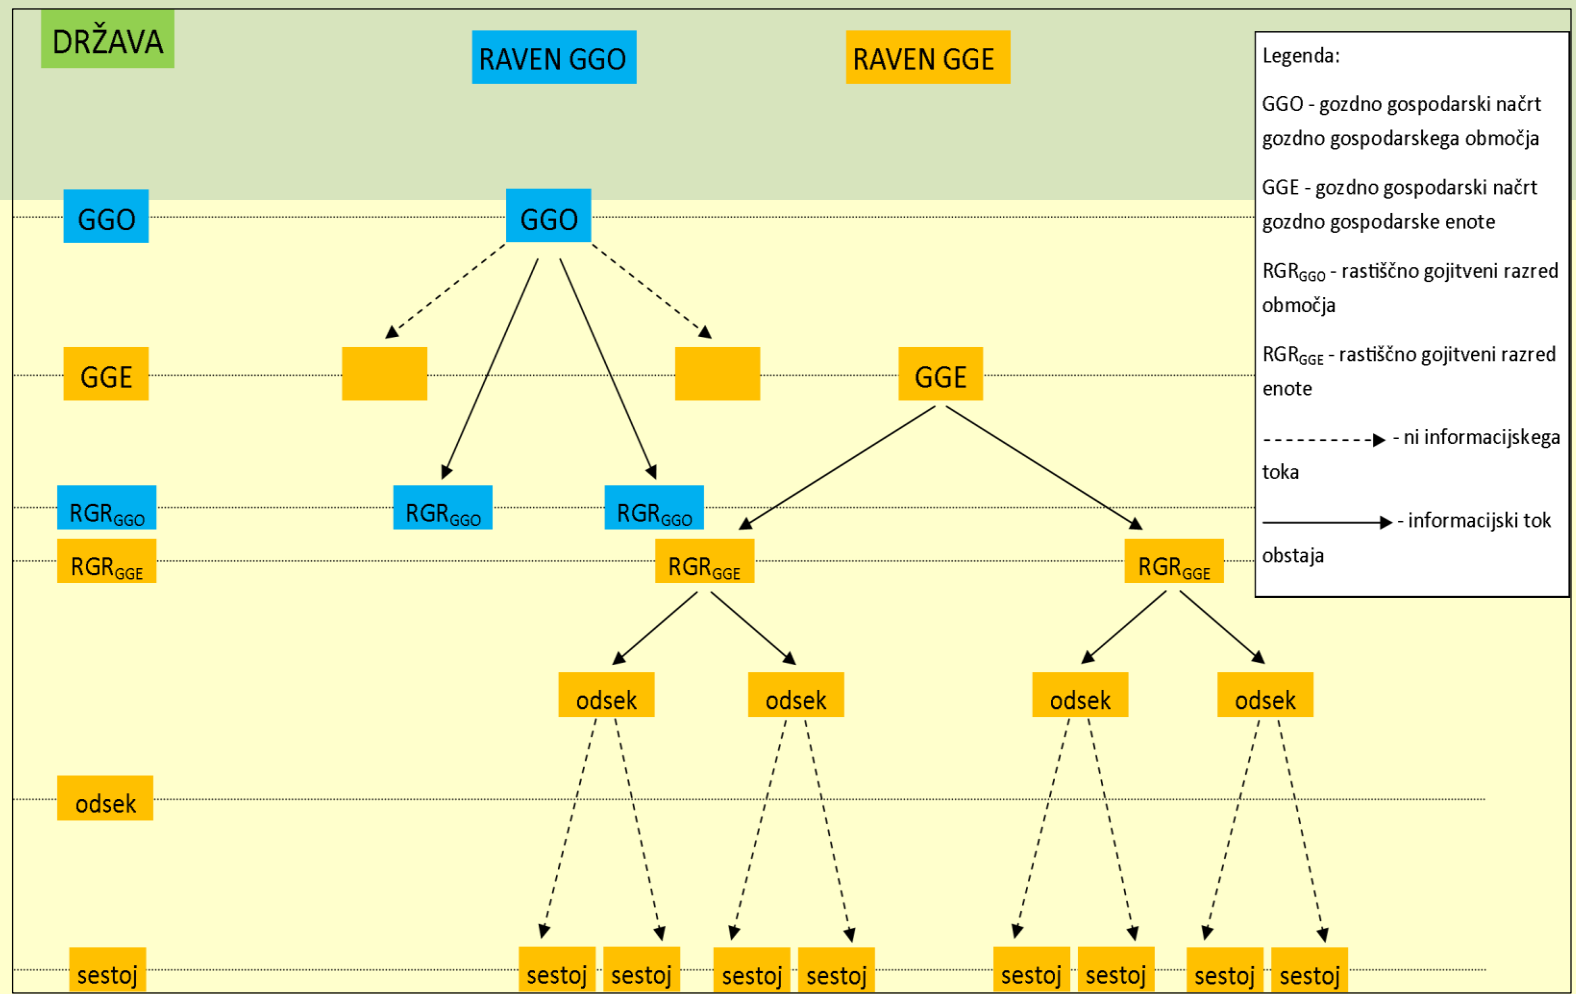 DRŽAVA
RAVEN GGO
RAVEN GGE
Legenda:
GGO - gozdno gospodarski načrt
gozdno gospodarskega območja
GGE - gozdno gospodarski načrt
gozdno gospodarske enote
RGRGGO - rastiščno gojitveni razred
območja
RGRGGE - rastiščno gojitveni razred
enote
- ni informacijskega
toka
- informacijski tok
obstaja
GGO
GGO
GGE
GGE
RGRGGO
RGRGGO
RGRGGO
RGRGGE
RGRGGE
RGRGGE
odsek
odsek
odsek
odsek
odsek
sestoj
sestoj
sestoj
sestoj
sestoj
sestoj
sestoj
sestoj
sestoj